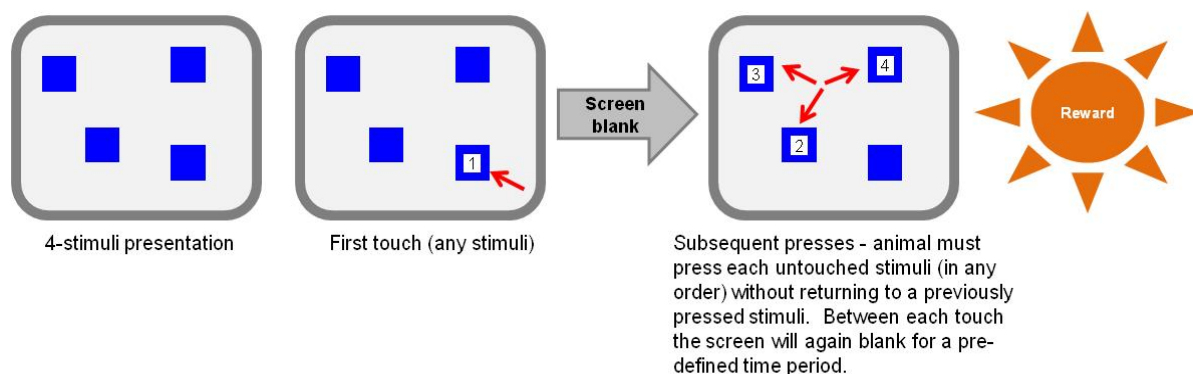 1
Screen
blank
3
4
2
Reward
4-stimuli presentation
First touch (any stimuli)
Subsequent presses - animal must
press each untouched stimuli (in any
order) without returning to a previously
pressed stimuli.  Between each touch
the screen will again blank for a pre-
defined time period.